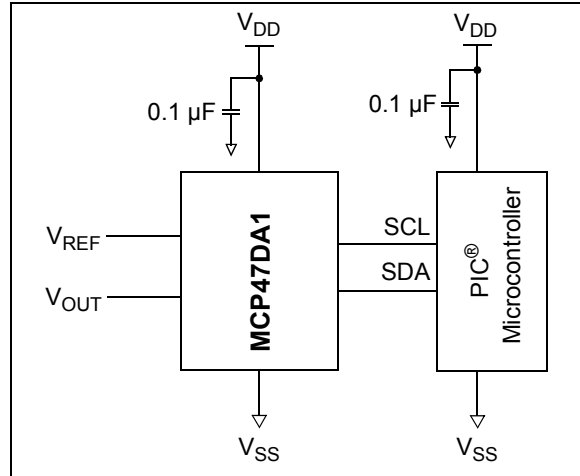 VDD
VDD
0.1 µF
0.1 µF
VREF
VOUT
MCP47DA1
SCL
SDA
PIC®
Microcontroller
VSS
VSS